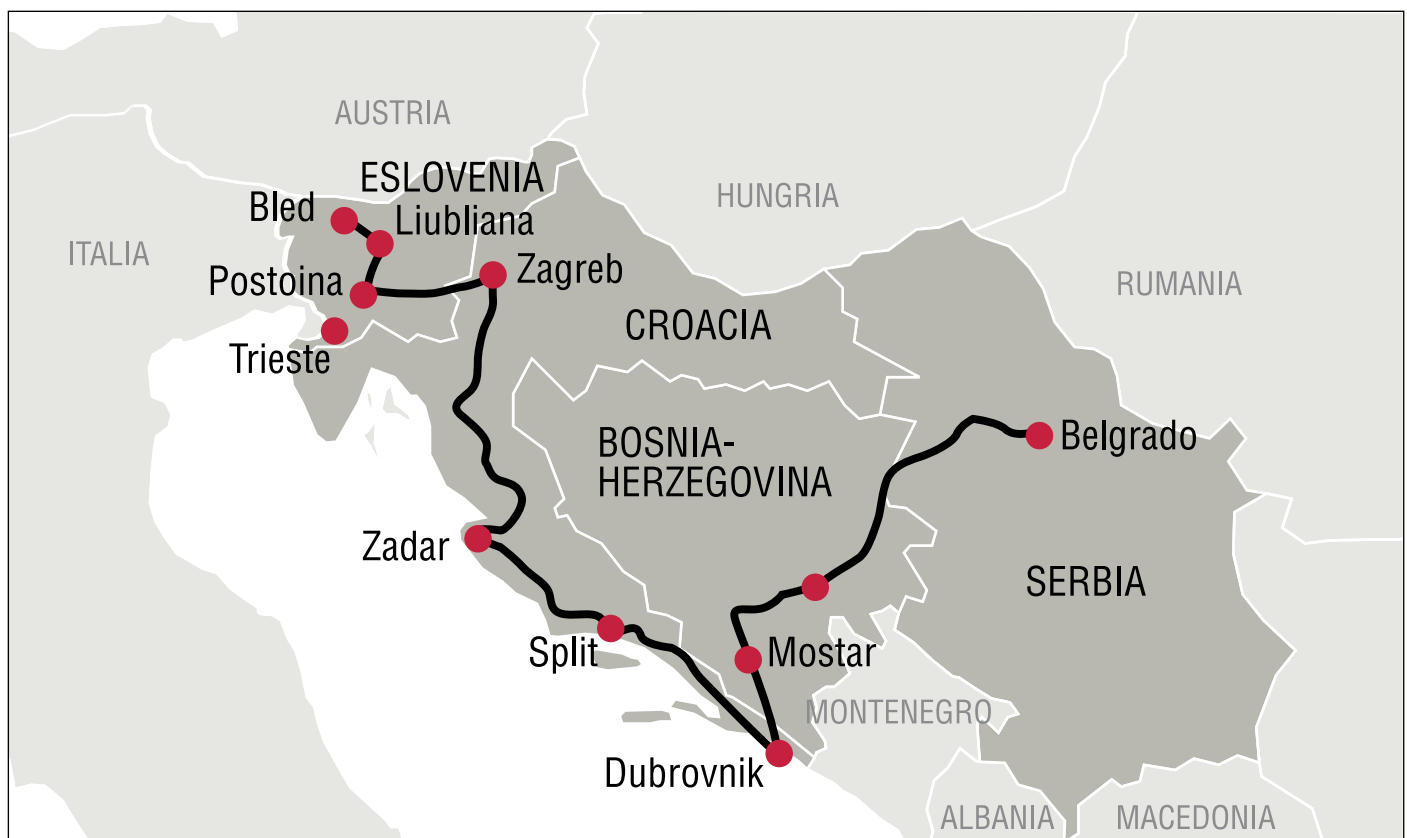 AUSTRIA
ESLOVENIA
HUNGRIA
Bled
Liubliana
ITALIA
Postoina
Zagreb
RUMANIA
CROACIA
Trieste
BOSNIA-
HERZEGOVINA
Belgrado
Zadar
SERBIA
Split
Mostar
MONTENEGRO
Dubrovnik
ALBANIA
MACEDONIA